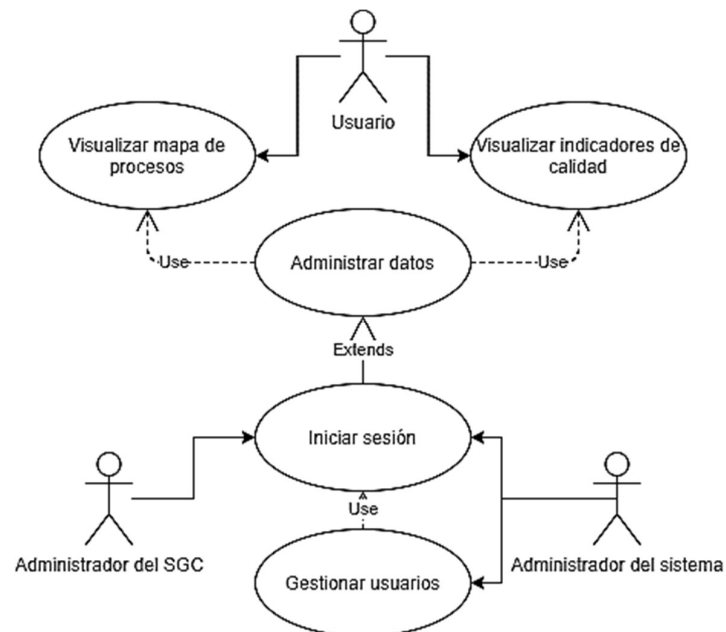 Usuario
Visualizar mapa de
procesos
Visualizar indicadores de
calidad
Use
Administrar datos
Use
Extends
Iniciar sesión
Use
Administrador del SGC
Gestionar usuarios
Administrador del sistema